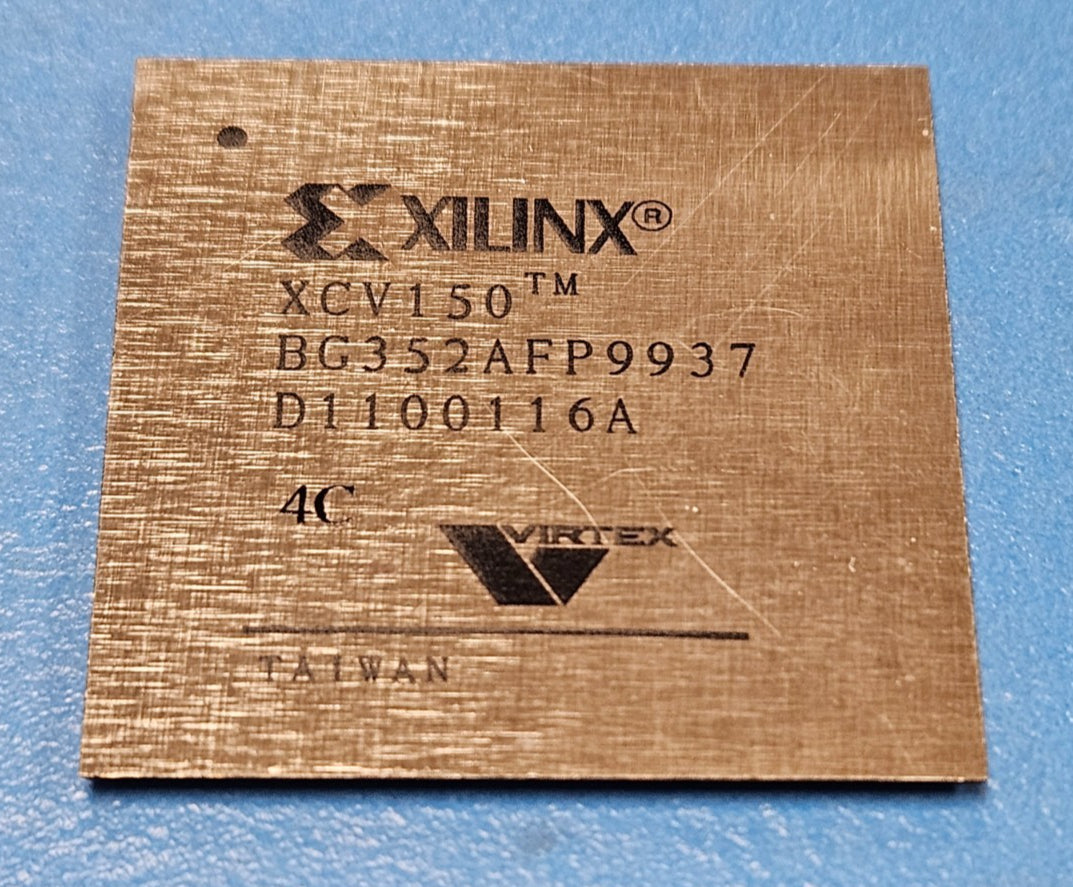 XILINX®
XCV150™
BG352AFP9937
D1100116A
4C
VIRTEX
TAIWAN